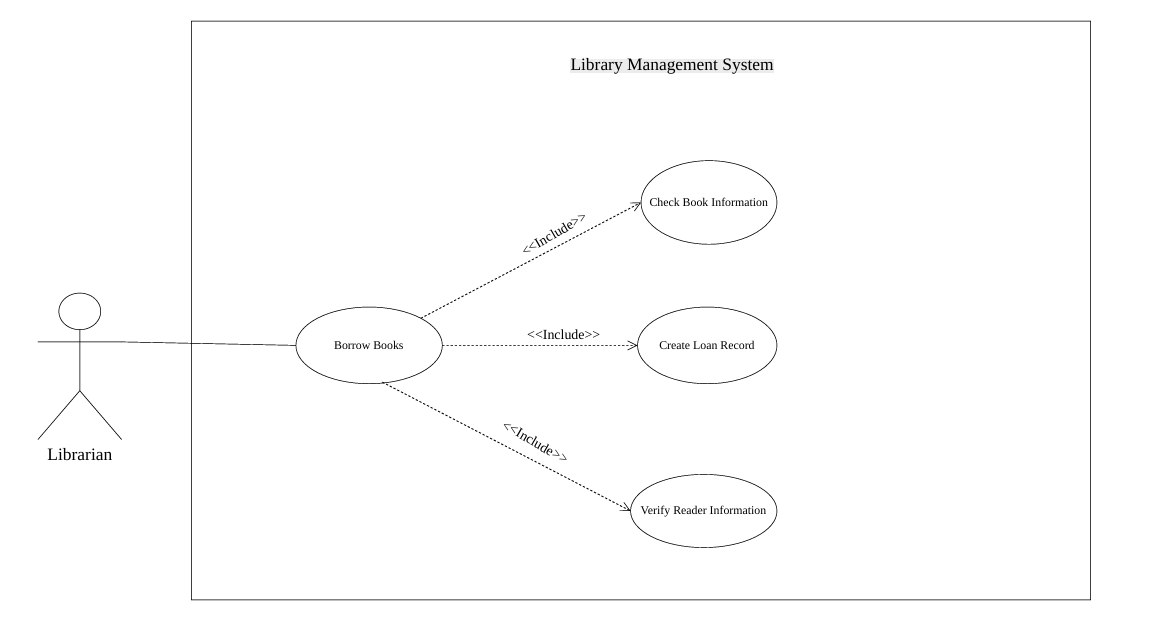 Library Management System
Check Book Information
<<Include>>
<<Include>>
Borrow Books
Create Loan Record
<<Include>>
Librarian
Verify Reader Information